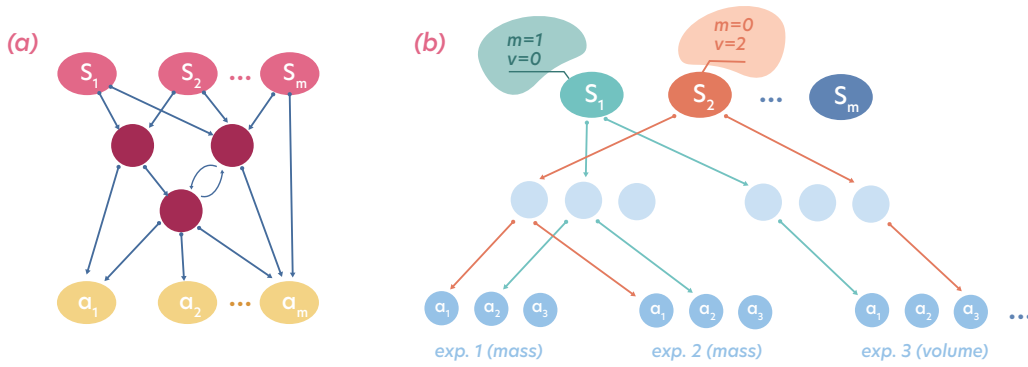 (a)
S1 S2 ... Sm
a1 a2 ... am
(b)
m=1
v=0
m=0
v=2
S1 S2 ... Sm
a1 a2 a3 a1 a2 a3 a1 a2 a3 ...
exp. 1 (mass) exp. 2 (mass) exp. 3 (volume)